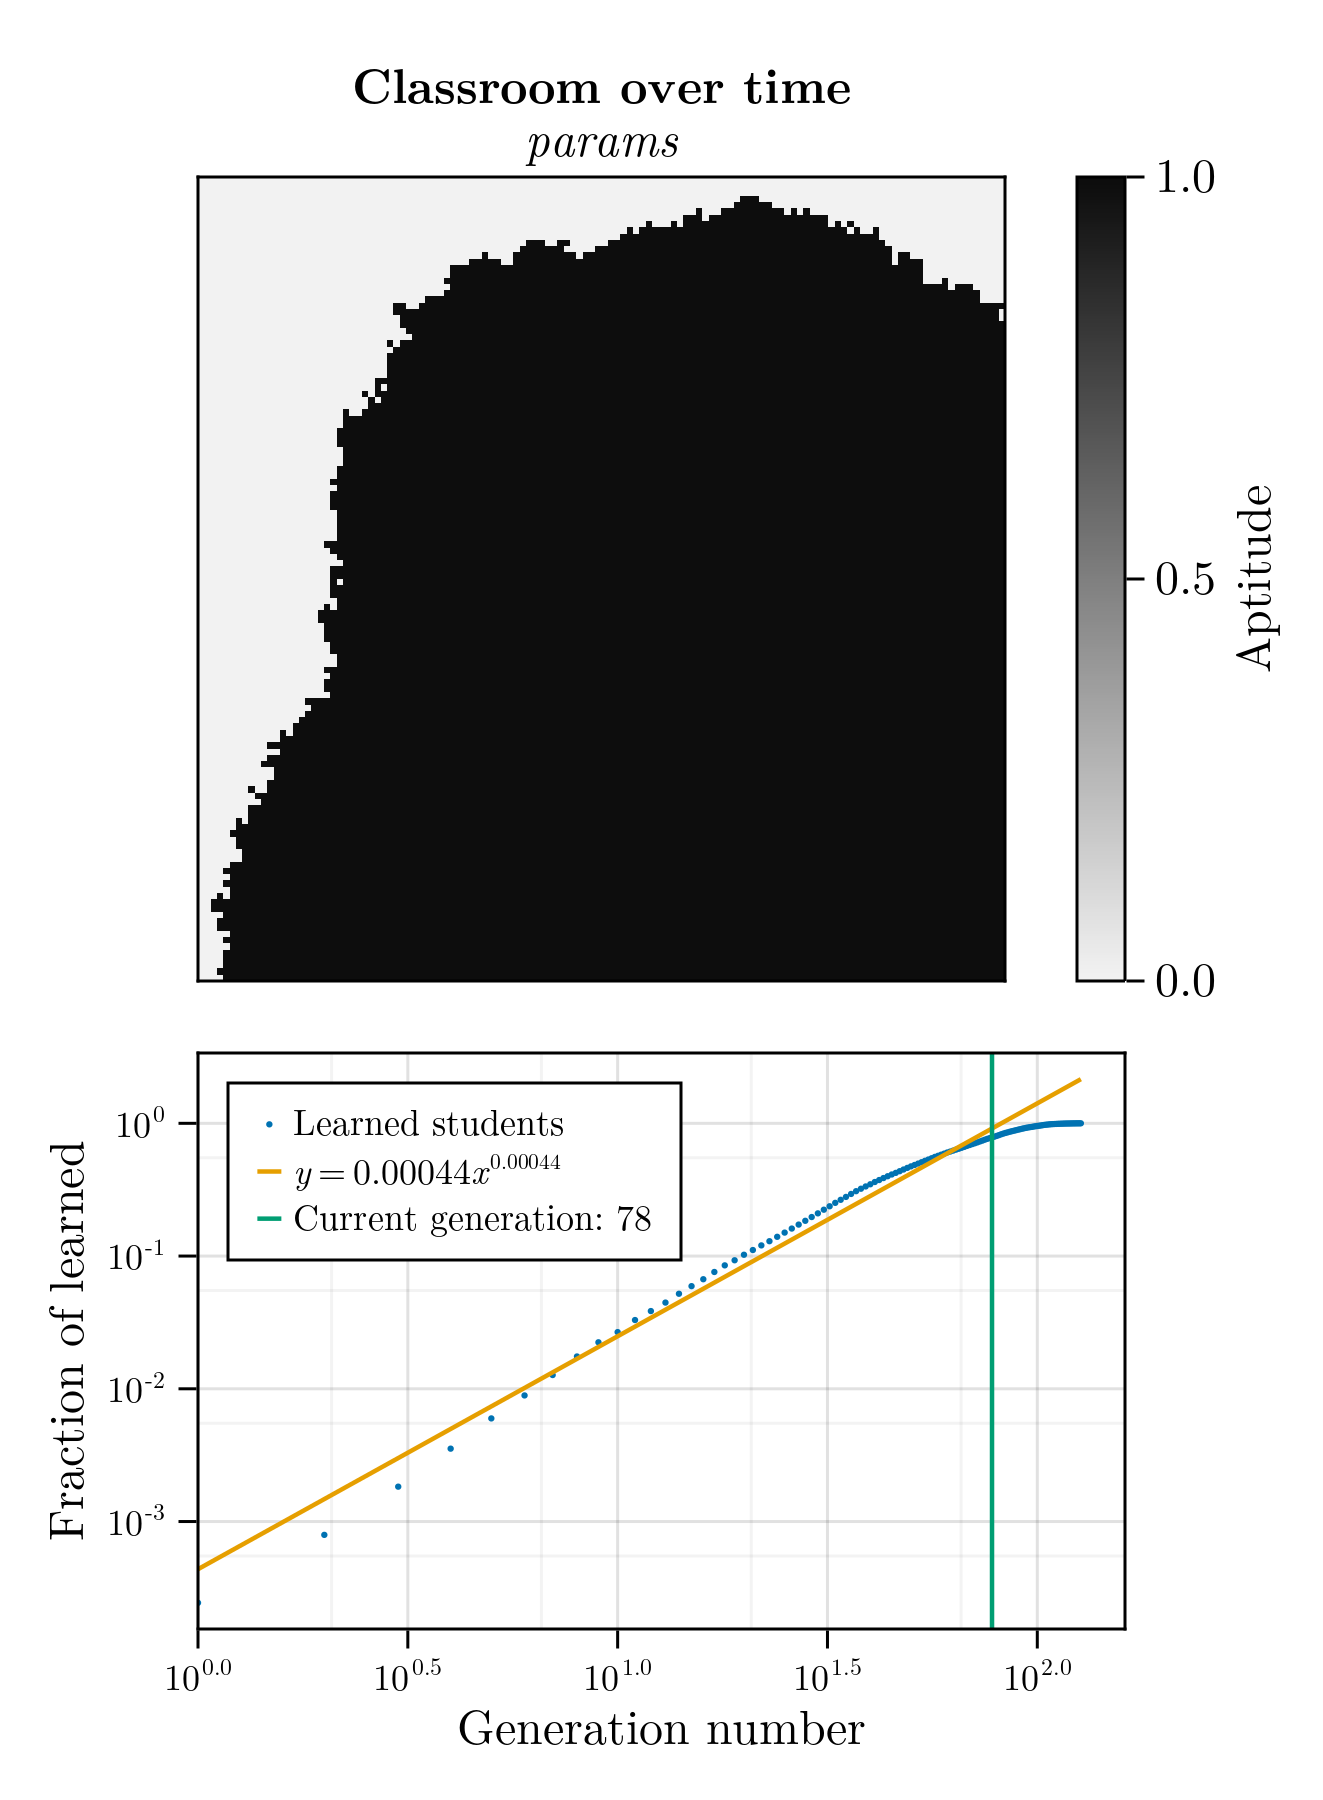 Classroom over time
params
1.0
0.5
0.0
Aptitude
Learned students
y = 0.00044x^0.00044
Current generation: 78
10^0
10^-1
10^-2
10^-3
Fraction of learned
10^0.0 10^0.5 10^1.0 10^1.5 10^2.0
Generation number